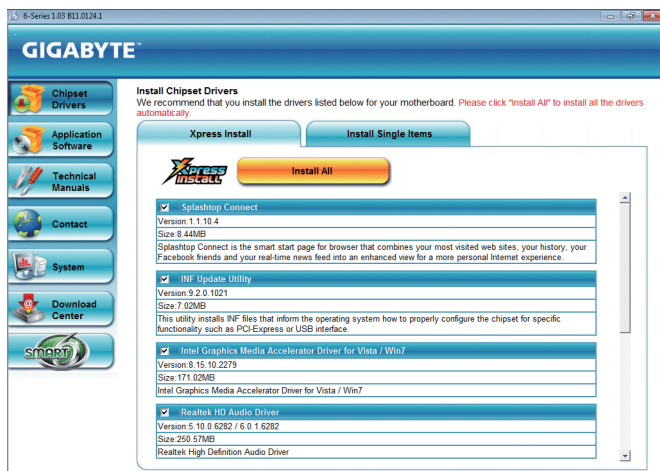 6-Series 1.03 B11.0124.1
GIGABYTE™
Chipset
Drivers
Application
Software
Technical
Manuals
Contact
System
Download
Center
SMART6
Install Chipset Drivers
We recommend that you install the drivers listed below for your motherboard. Please click "Install All" to install all the drivers
automatically.
Xpress Install
Install Single Items
Xpress
Install
Install All
Splashtop Connect
Version:1.1.10.4
Size:8.44MB
Splashtop Connect is the smart start page for browser that combines your most visited web sites, your history, your
Facebook friends and your real-time news feed into an enhanced view for a more personal Internet experience.
INF Update Utility
Version:9.2.0.1021
Size:7.02MB
This utility installs INF files that inform the operating system how to properly configure the chipset for specific
functionality such as PCI-Express or USB interface.
Intel Graphics Media Accelerator Driver for Vista / Win7
Version:8.15.10.2279
Size:171.02MB
Intel Graphics Media Accelerator Driver for Vista / Win7
Realtek HD Audio Driver
Version:5.10.0.6282 / 6.0.1.6282
Size:250.57MB
Realtek High Definition Audio Driver